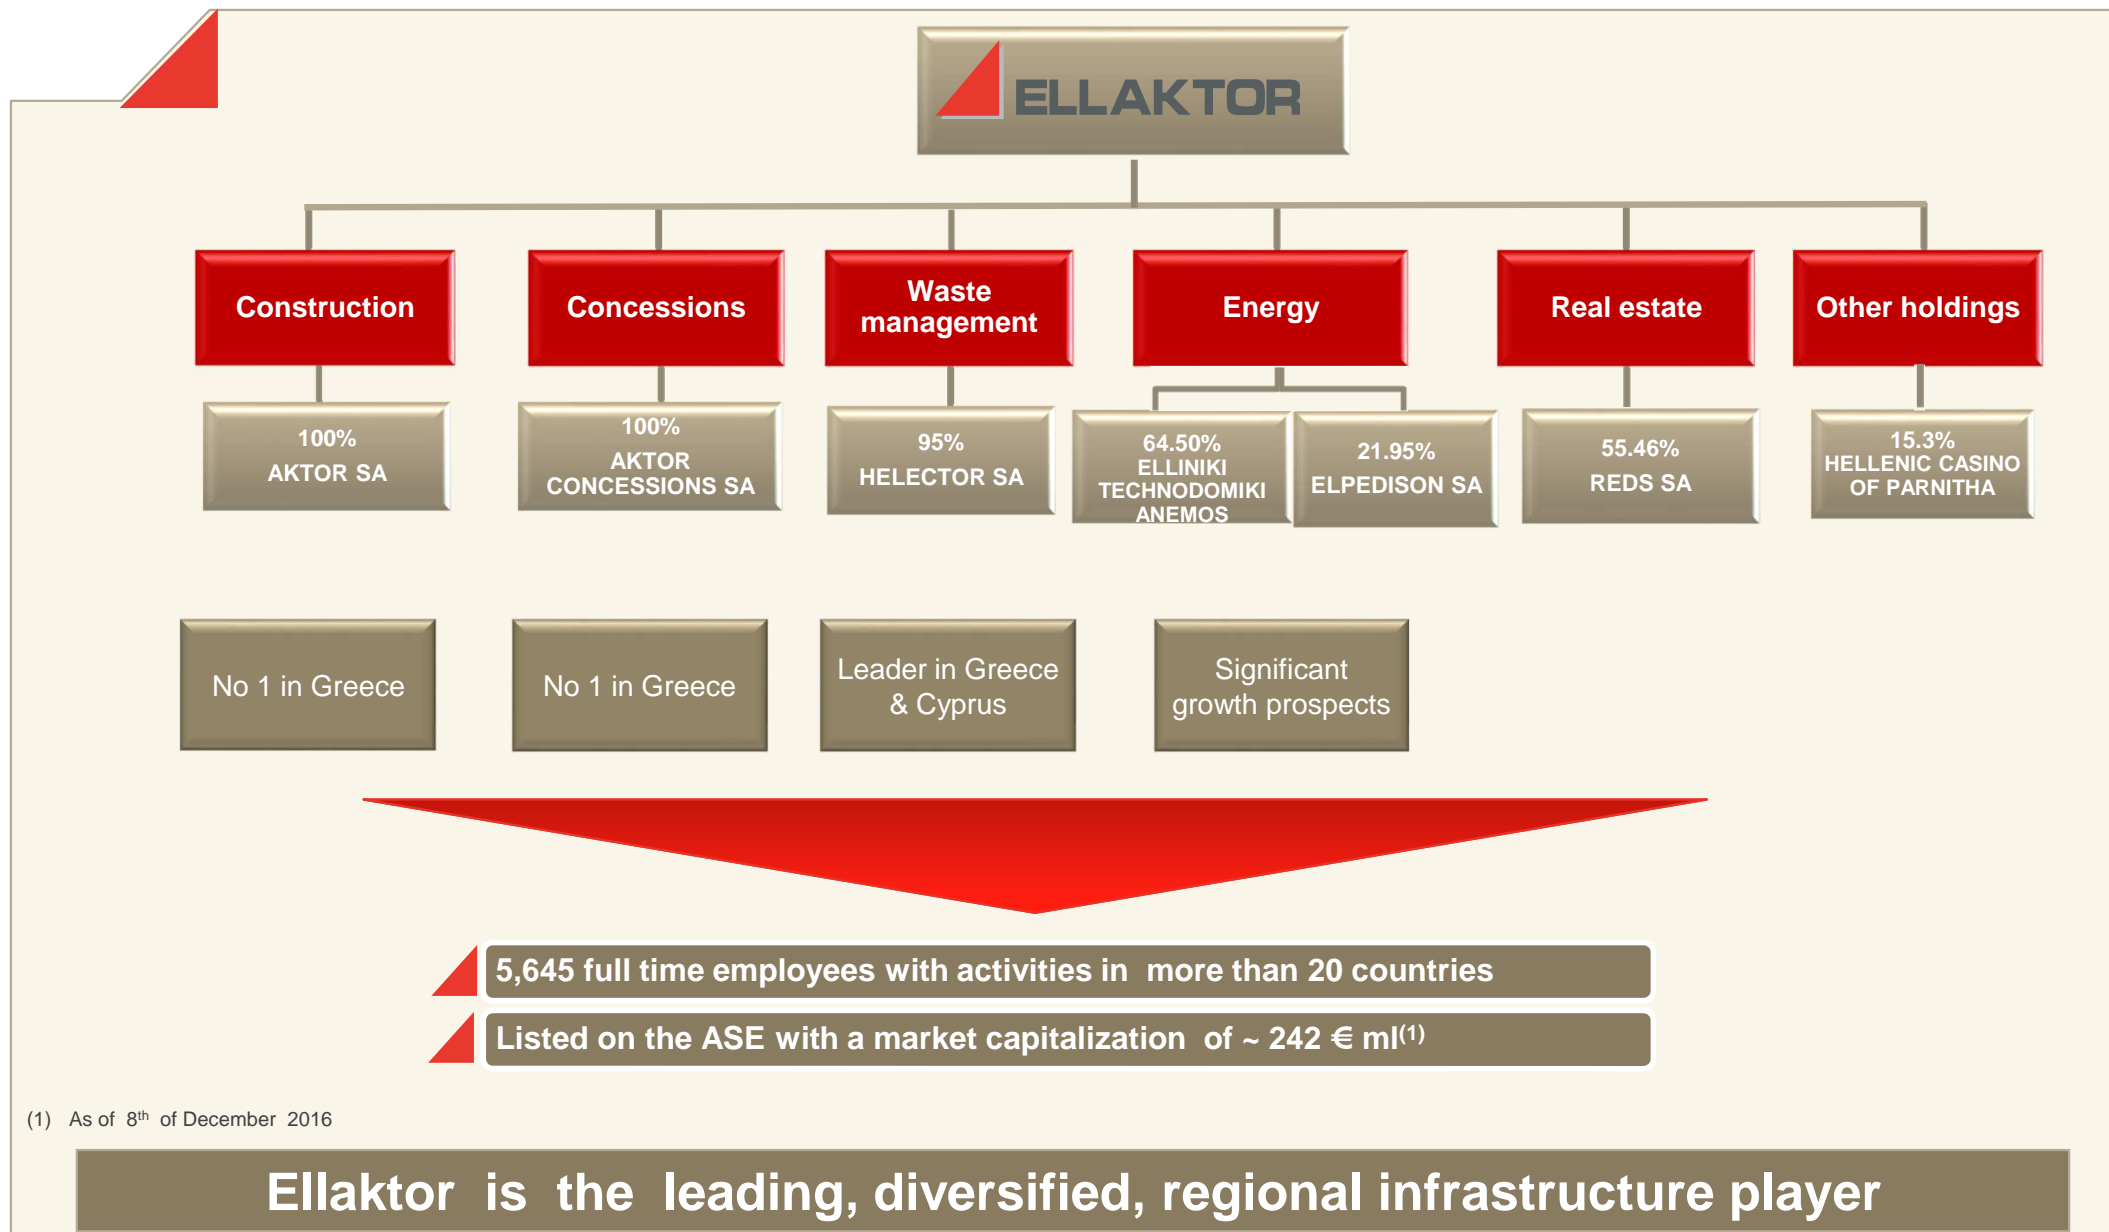 ELLAKTOR
Construction
Concessions
Waste
management
Energy
Real estate
Other holdings
100%
AKTOR SA
100%
AKTOR
CONCESSIONS SA
95%
HELECTOR SA
64.50%
ELLINIKI
TECHNODOMIKI
ANEMOS
21.95%
ELPEDISON SA
55.46%
REDS SA
15.3%
HELLENIC CASINO
OF PARNITHA
No 1 in Greece
No 1 in Greece
Leader in Greece
& Cyprus
Significant
growth prospects
5,645 full time employees with activities in more than 20 countries
Listed on the ASE with a market capitalization of ~ 242 € ml(1)
(1) As of 8th of December 2016
Ellaktor is the leading, diversified, regional infrastructure player